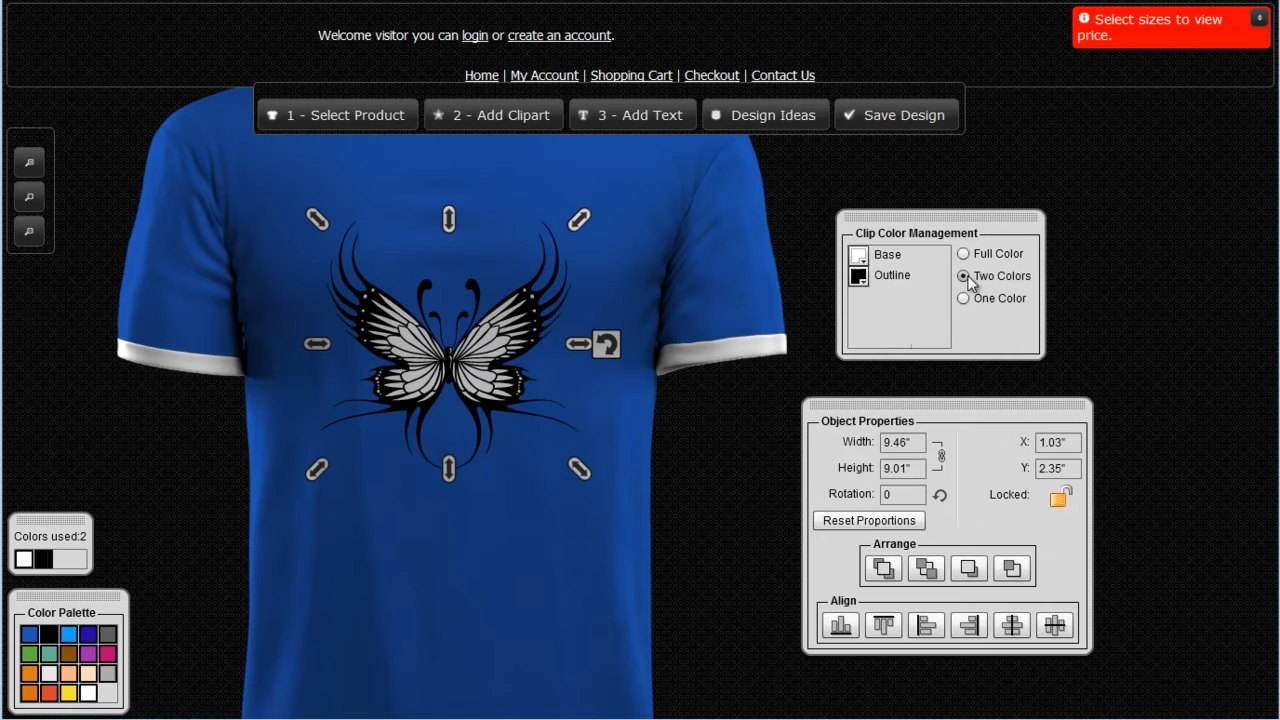 Welcome visitor you can login or create an account.
Select sizes to view
price.
Home | My Account | Shopping Cart | Checkout | Contact Us
1 - Select Product
2 - Add Clipart
3 - Add Text
Design Ideas
Save Design
Clip Color Management
Base
Outline
Full Color
Two Colors
One Color
Object Properties
Width: 9.46"
Height: 9.01"
Rotation: 0
X: 1.03"
Y: 2.35"
Locked:
Reset Proportions
Arrange
Align
Colors used:2
Color Palette